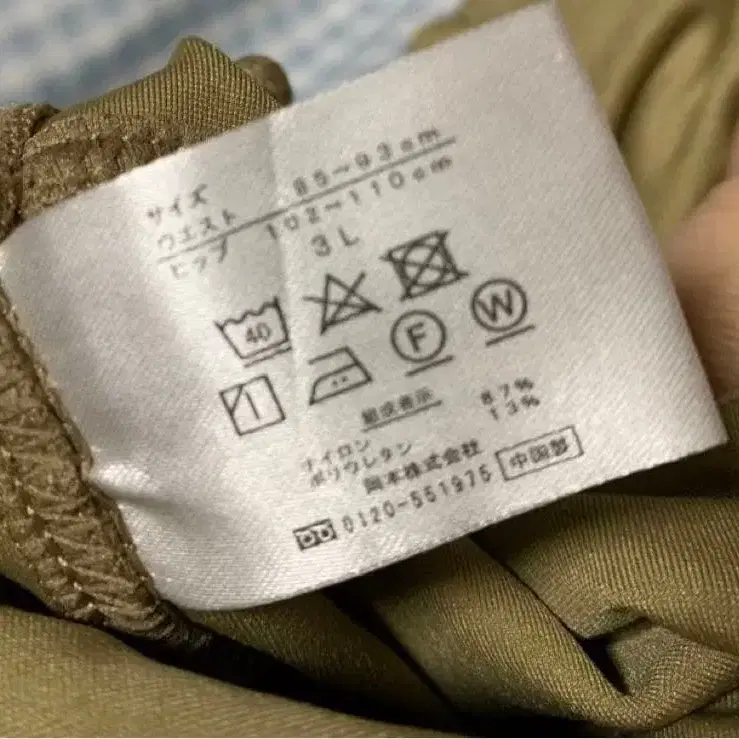 サイズ
ウエスト 85~93cm
ヒップ 102~110cm
3L
40
F W
組成表示
ナイロン 87%
ポリウレタン 13%
岡本株式会社
0120-551975 中国製